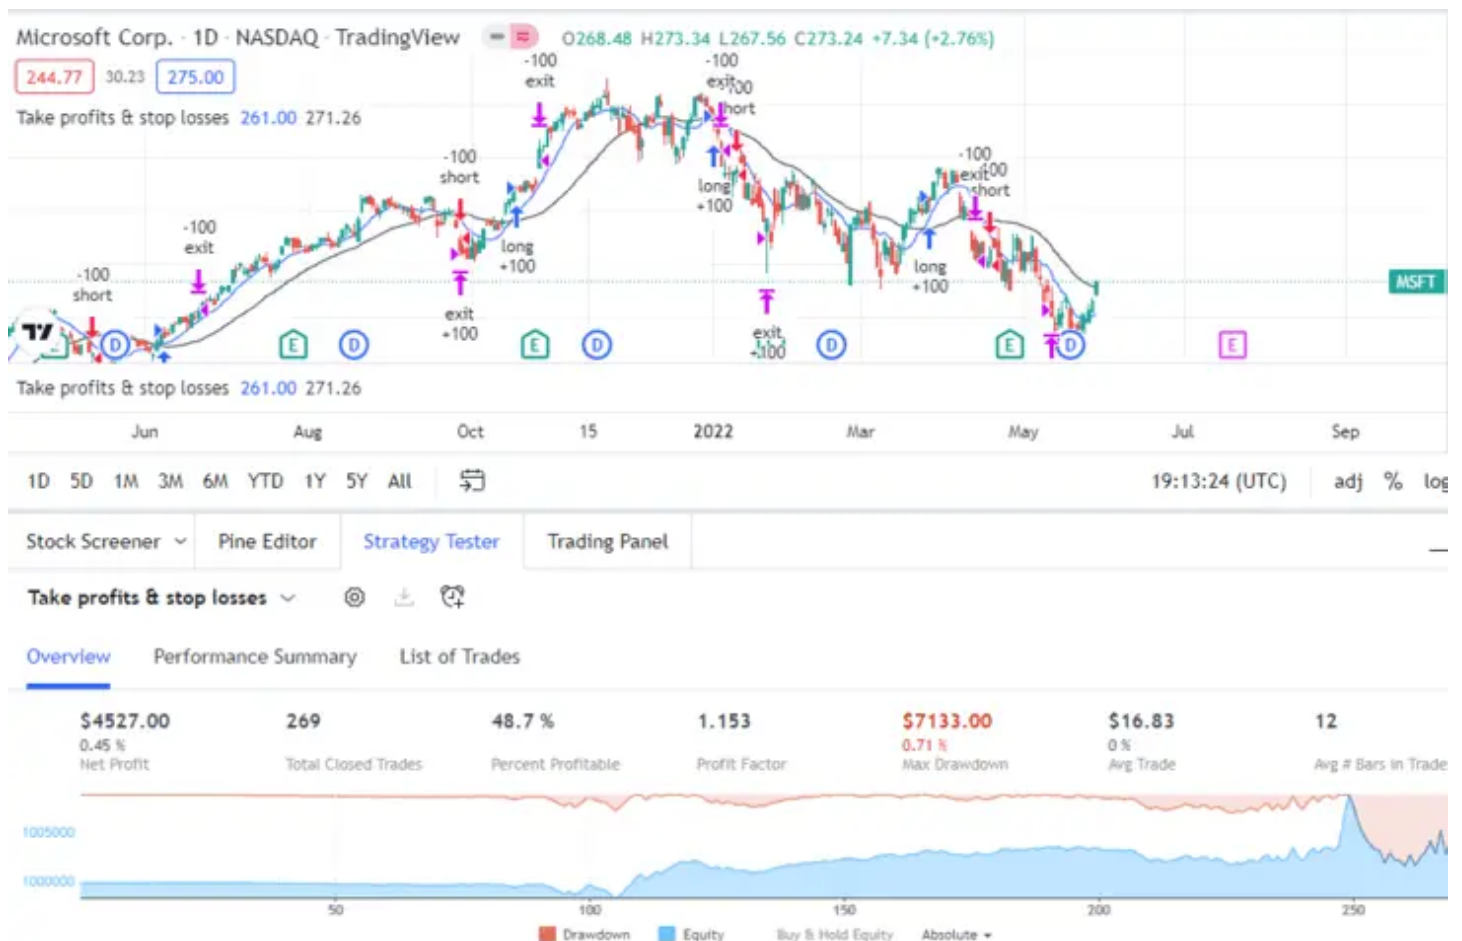 Microsoft Corp. · 1D · NASDAQ · TradingView
O268.48 H273.34 L267.56 C273.24 +7.34 (+2.76%)
244.77 30.23 275.00
Take profits & stop losses 261.00 271.26
-100
short
-100
exit
-100
short
exit
+100
-100
exit
long
+100
-100
exit
short
long
+100
exit
+100
-100
exit
short
long
+100
MSFT
D
E
D
E
D
D
E
D
E
Take profits & stop losses 261.00 271.26
Jun Aug Oct 15 2022 Mar May Jul Sep
1D 5D 1M 3M 6M YTD 1Y 5Y All
19:13:24 (UTC) adj % log
Stock Screener Pine Editor Strategy Tester Trading Panel
Take profits & stop losses
Overview Performance Summary List of Trades
$4527.00 269 48.7 % 1.153 $7133.00 $16.83 12
0.45 % 0.71 % 0 %
Net Profit Total Closed Trades Percent Profitable Profit Factor Max Drawdown Avg Trade Avg # Bars in Trade
1005000
1000000
50 100 150 200 250
Drawdown Equity Buy & Hold Equity Absolute